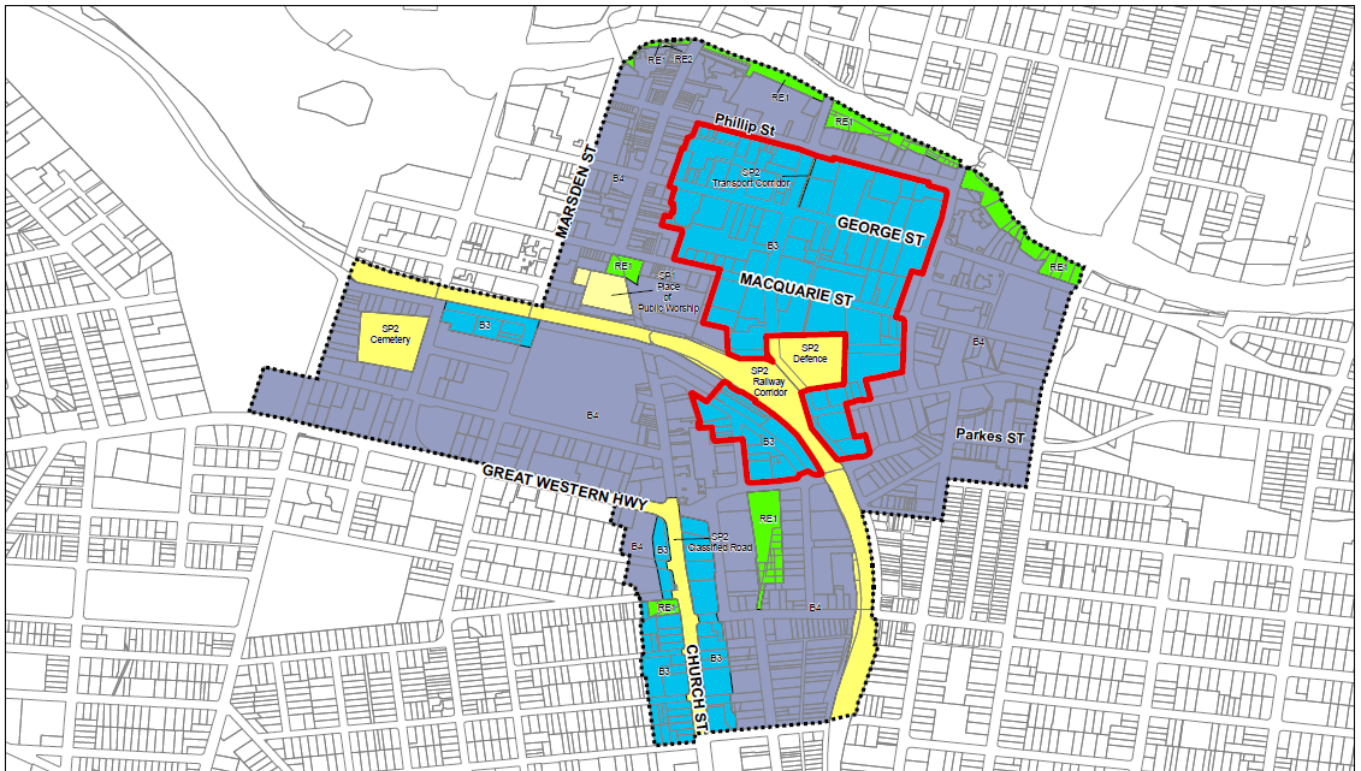 RE1
RE2
RE1
RE1
Phillip St
MARSDEN ST
B4
SP2
Transport Corridor
GEORGE ST
B3
RE1
RE1
SP1
Place
of
Public Worship
MACQUARIE ST
B3
SP2
Cemetery
SP2
Defence
B4
SP2
Railway
Corridor
B4
B3
Parkes ST
GREAT WESTERN HWY
RE1
B4
B3
SP2
Classified Road
RE1
B4
CHURCH ST
B3
B3